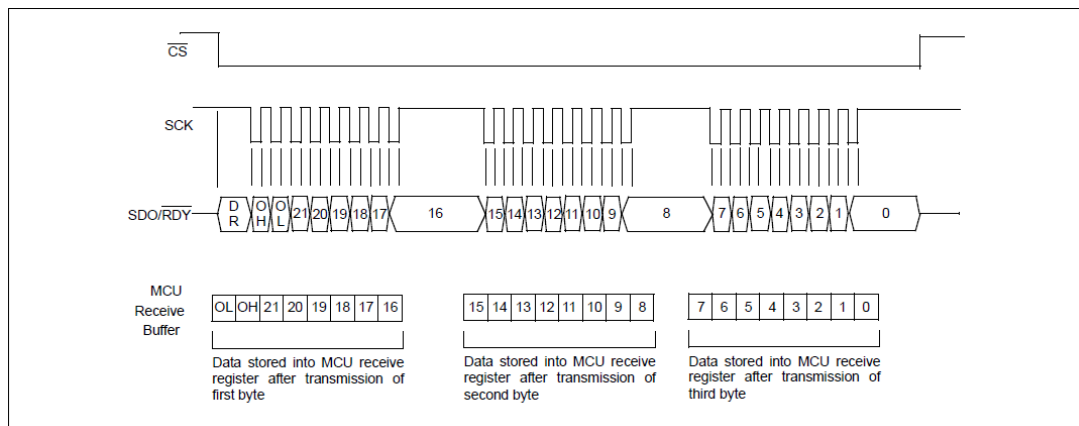 CS
SCK
SDO/RDY DR OH OL 21 20 19 18 17 16 15 14 13 12 11 10 9 8 7 6 5 4 3 2 1 0
MCU
Receive
Buffer
OL OH 21 20 19 18 17 16 15 14 13 12 11 10 9 8 7 6 5 4 3 2 1 0
Data stored into MCU receive
register after transmission of
first byte
Data stored into MCU receive
register after transmission of
second byte
Data stored into MCU receive
register after transmission of
third byte